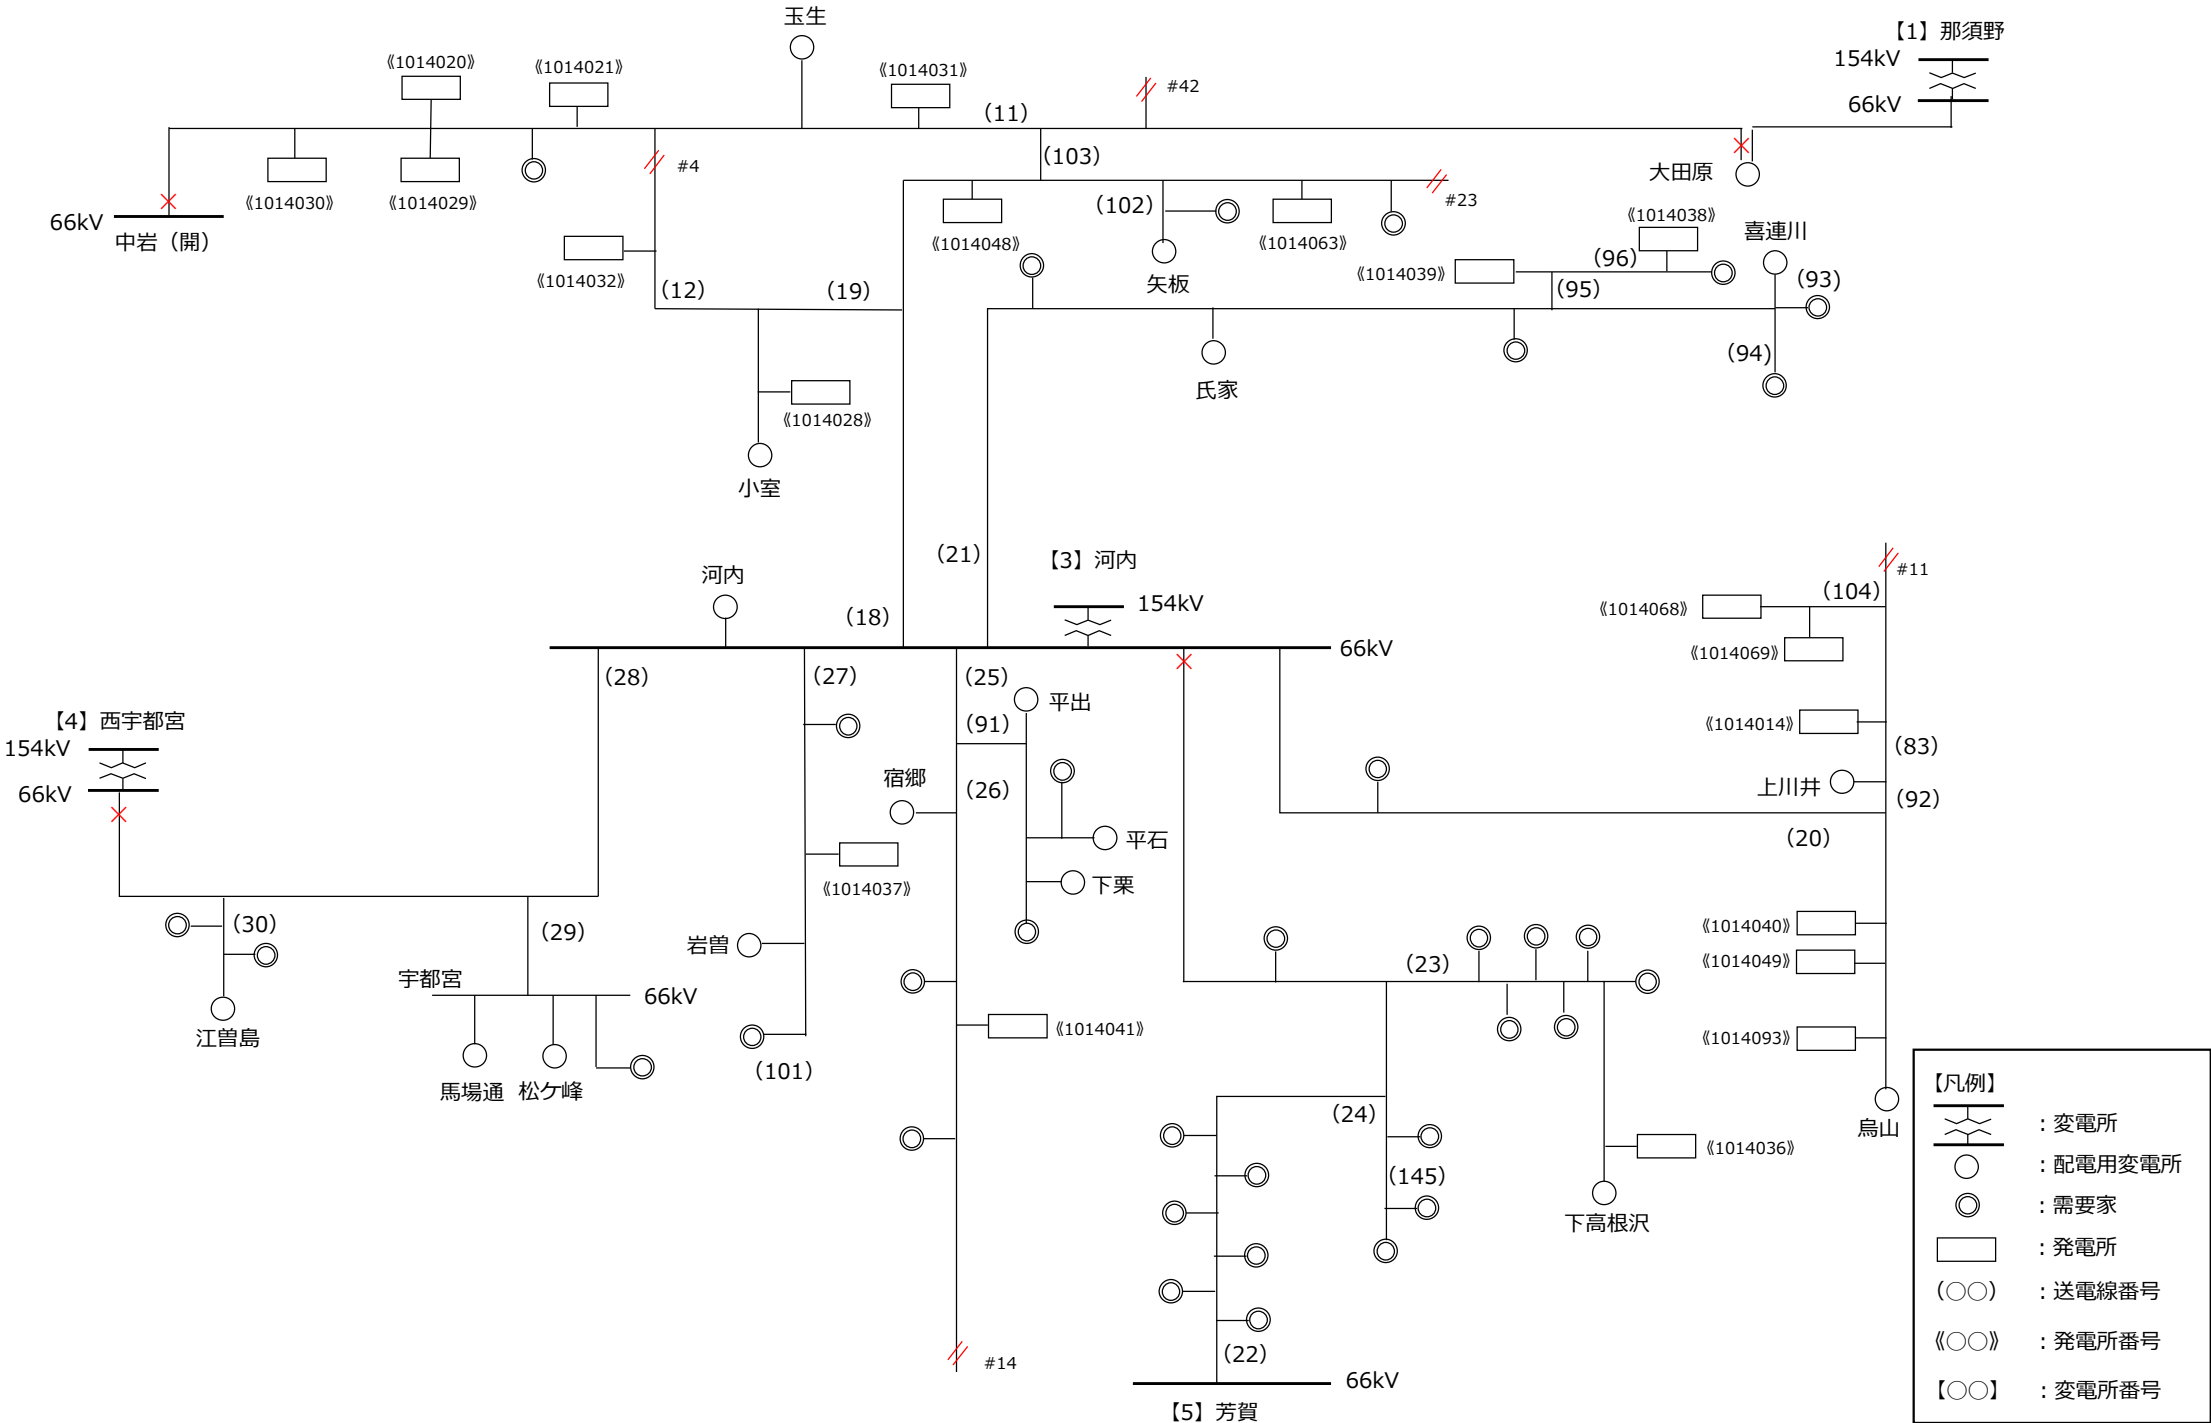 玉生
【1】那須野
154kV
66kV
《1014020》
《1014021》
《1014031》
#42
(11)
(103)
#4
大田原
《1014030》
《1014029》
66kV
中岩（開）
#23
(102)
《1014048》
《1014063》
《1014038》
喜連川
《1014032》
矢板
《1014039》
(96)
(93)
(12)
(19)
(95)
(94)
氏家
《1014028》
小室
(21)
【3】河内
154kV
河内
(18)
66kV
#11
(104)
《1014068》
《1014069》
(28)
(27)
(25)
平出
(91)
《1014014》
(83)
【4】西宇都宮
154kV
66kV
宿郷
(26)
上川井
(92)
(20)
平石
下栗
《1014037》
(30)
(29)
岩曽
《1014040》
《1014049》
(23)
宇都宮
66kV
江曽島
《1014041》
《1014093》
馬場通
松ケ峰
(101)
(24)
烏山
《1014036》
(145)
下高根沢
#14
(22)
66kV
【5】芳賀
【凡例】
：変電所
：配電用変電所
：需要家
：発電所
(○○)
：送電線番号
《○○》
：発電所番号
【○○】
：変電所番号